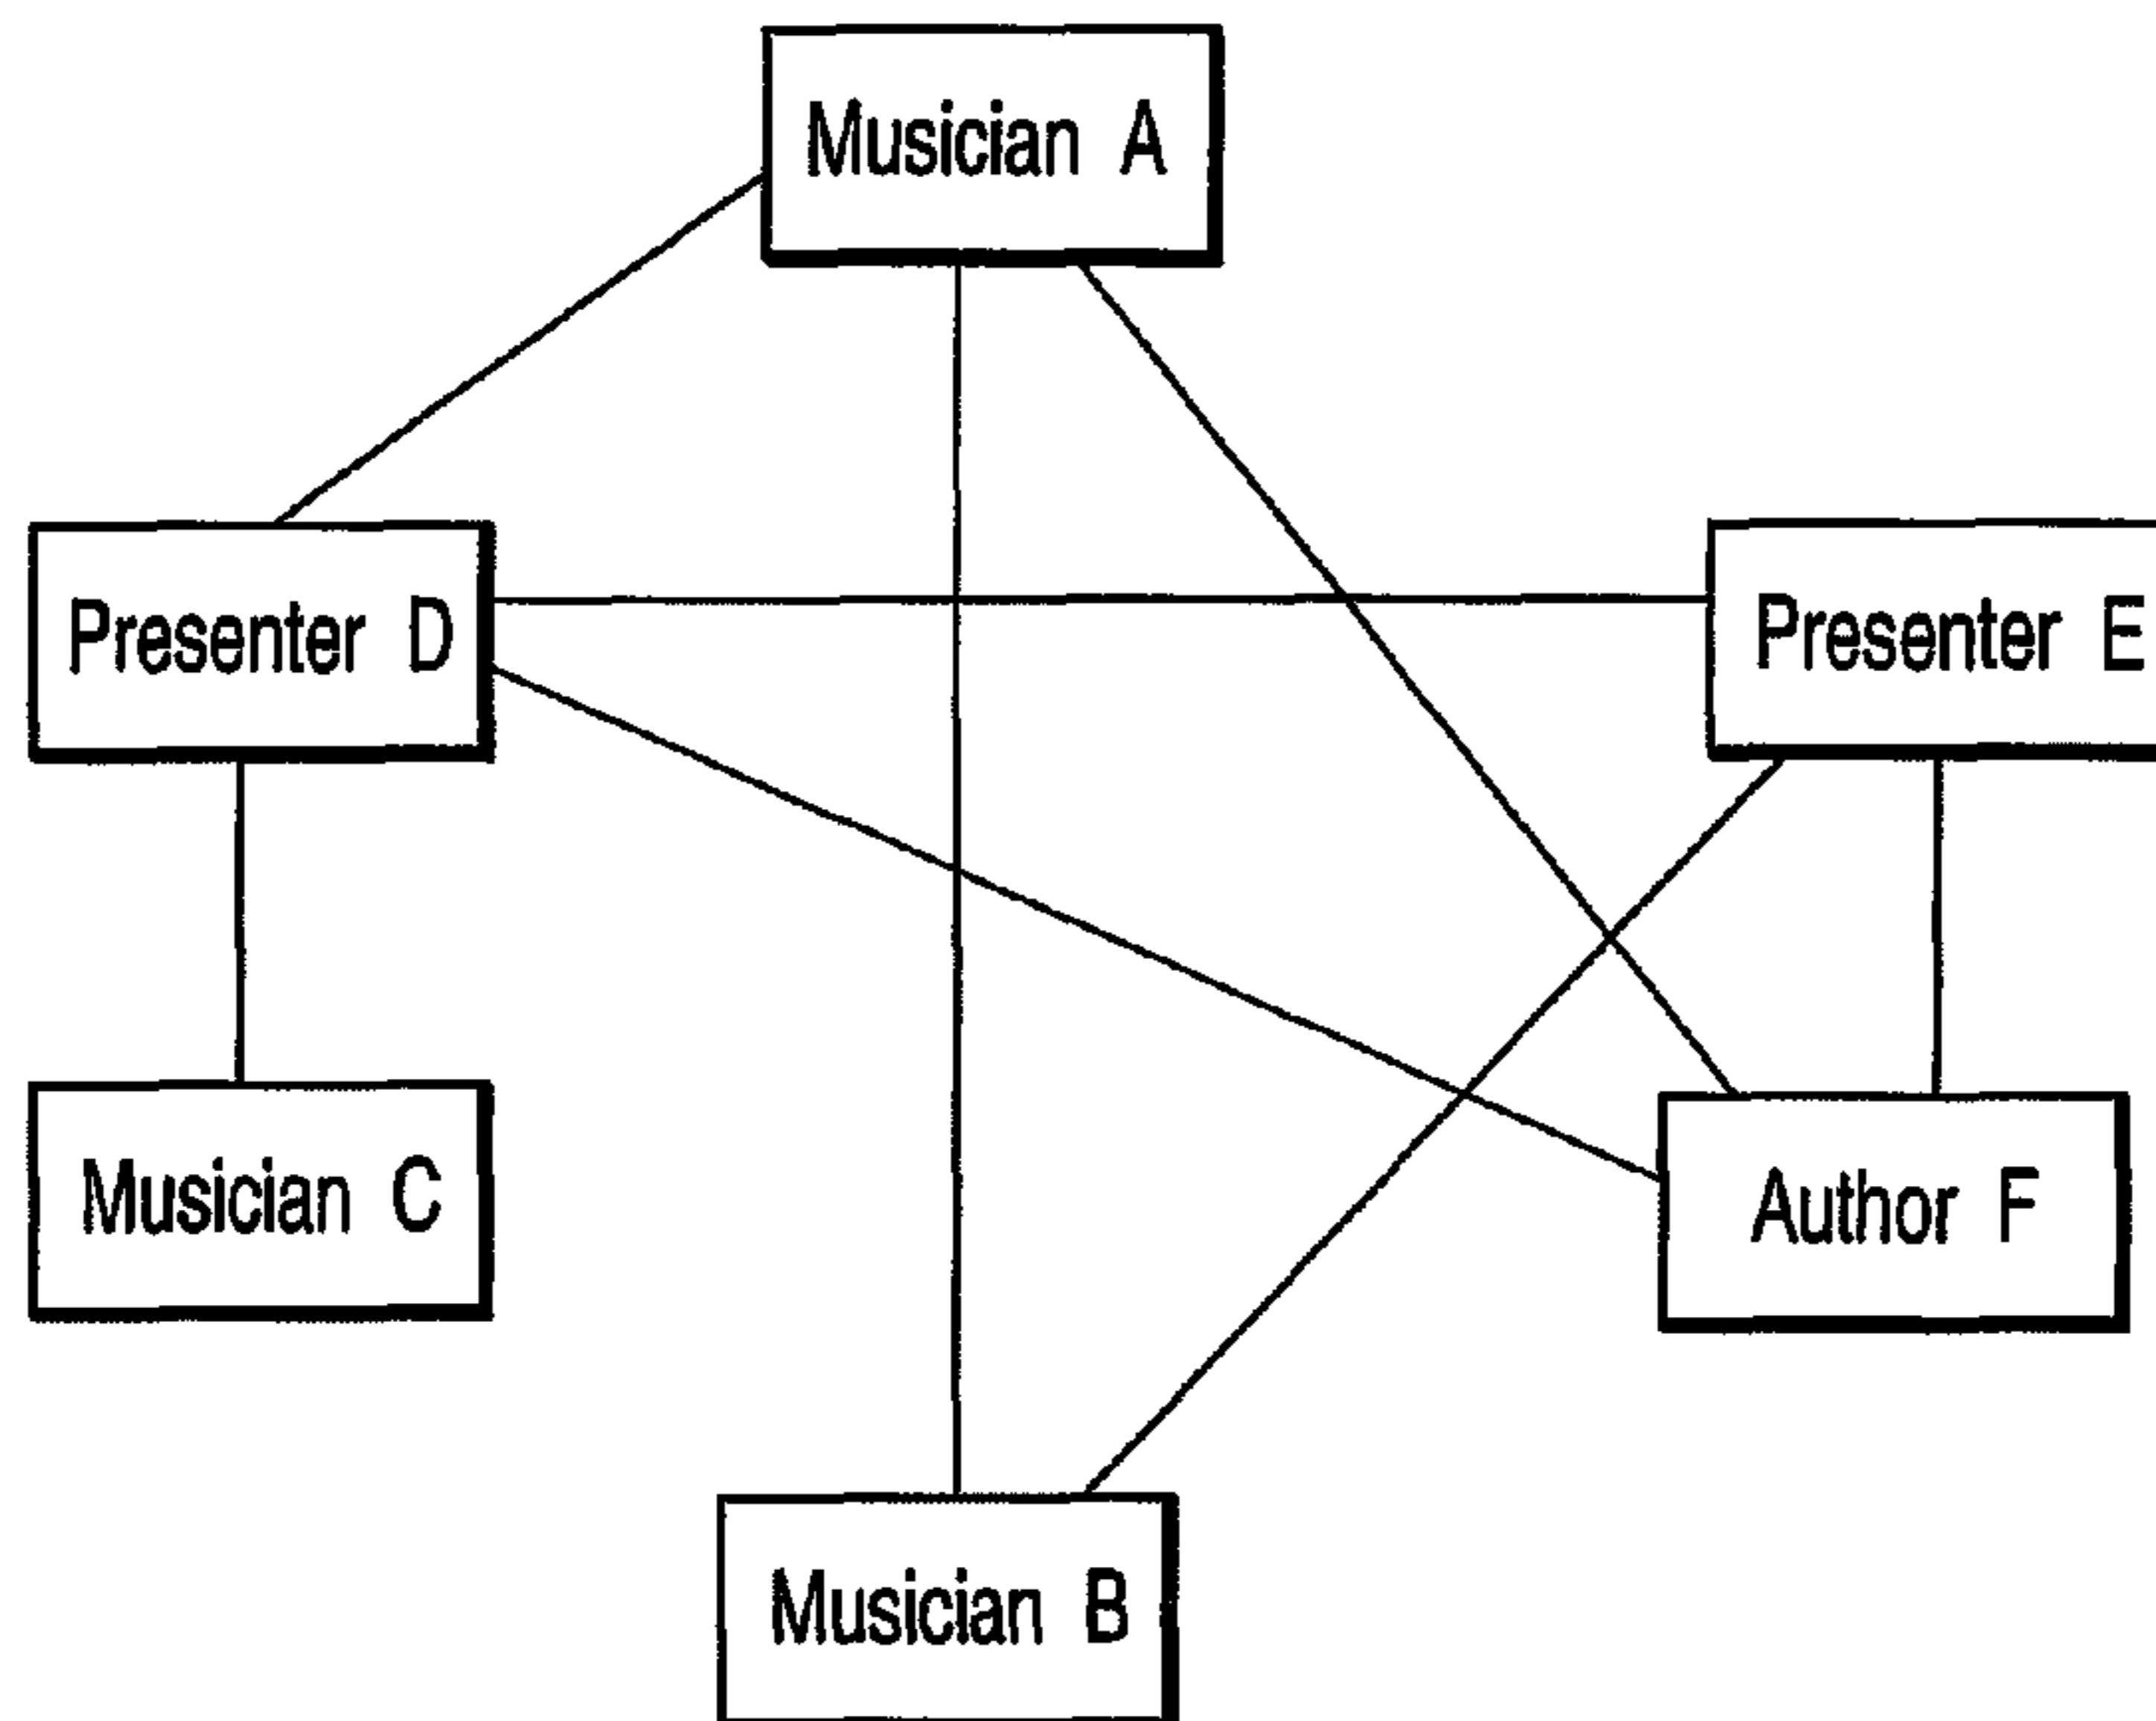 Musician A
Presenter D
Presenter E
Musician C
Author F
Musician B